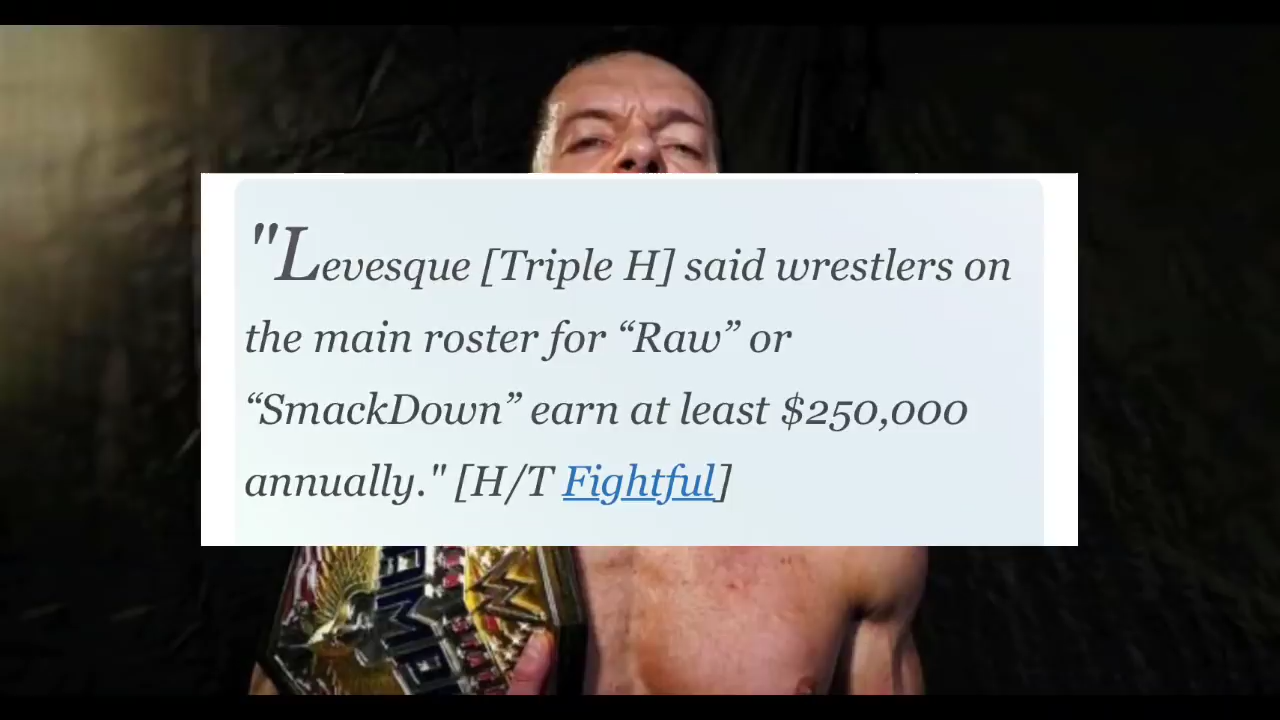 "Levesque [Triple H] said wrestlers on
the main roster for “Raw” or
“SmackDown” earn at least $250,000
annually." [H/T Fightful]